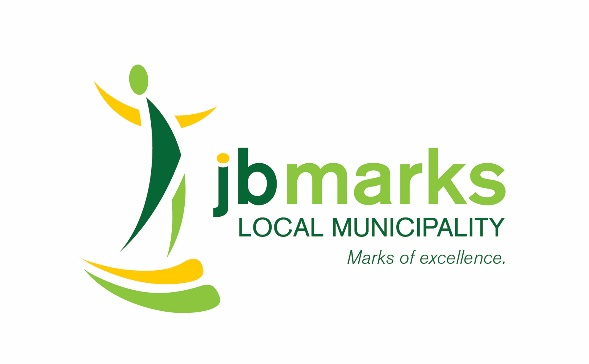 jbmarks
LOCAL MUNICIPALITY
Marks of excellence.